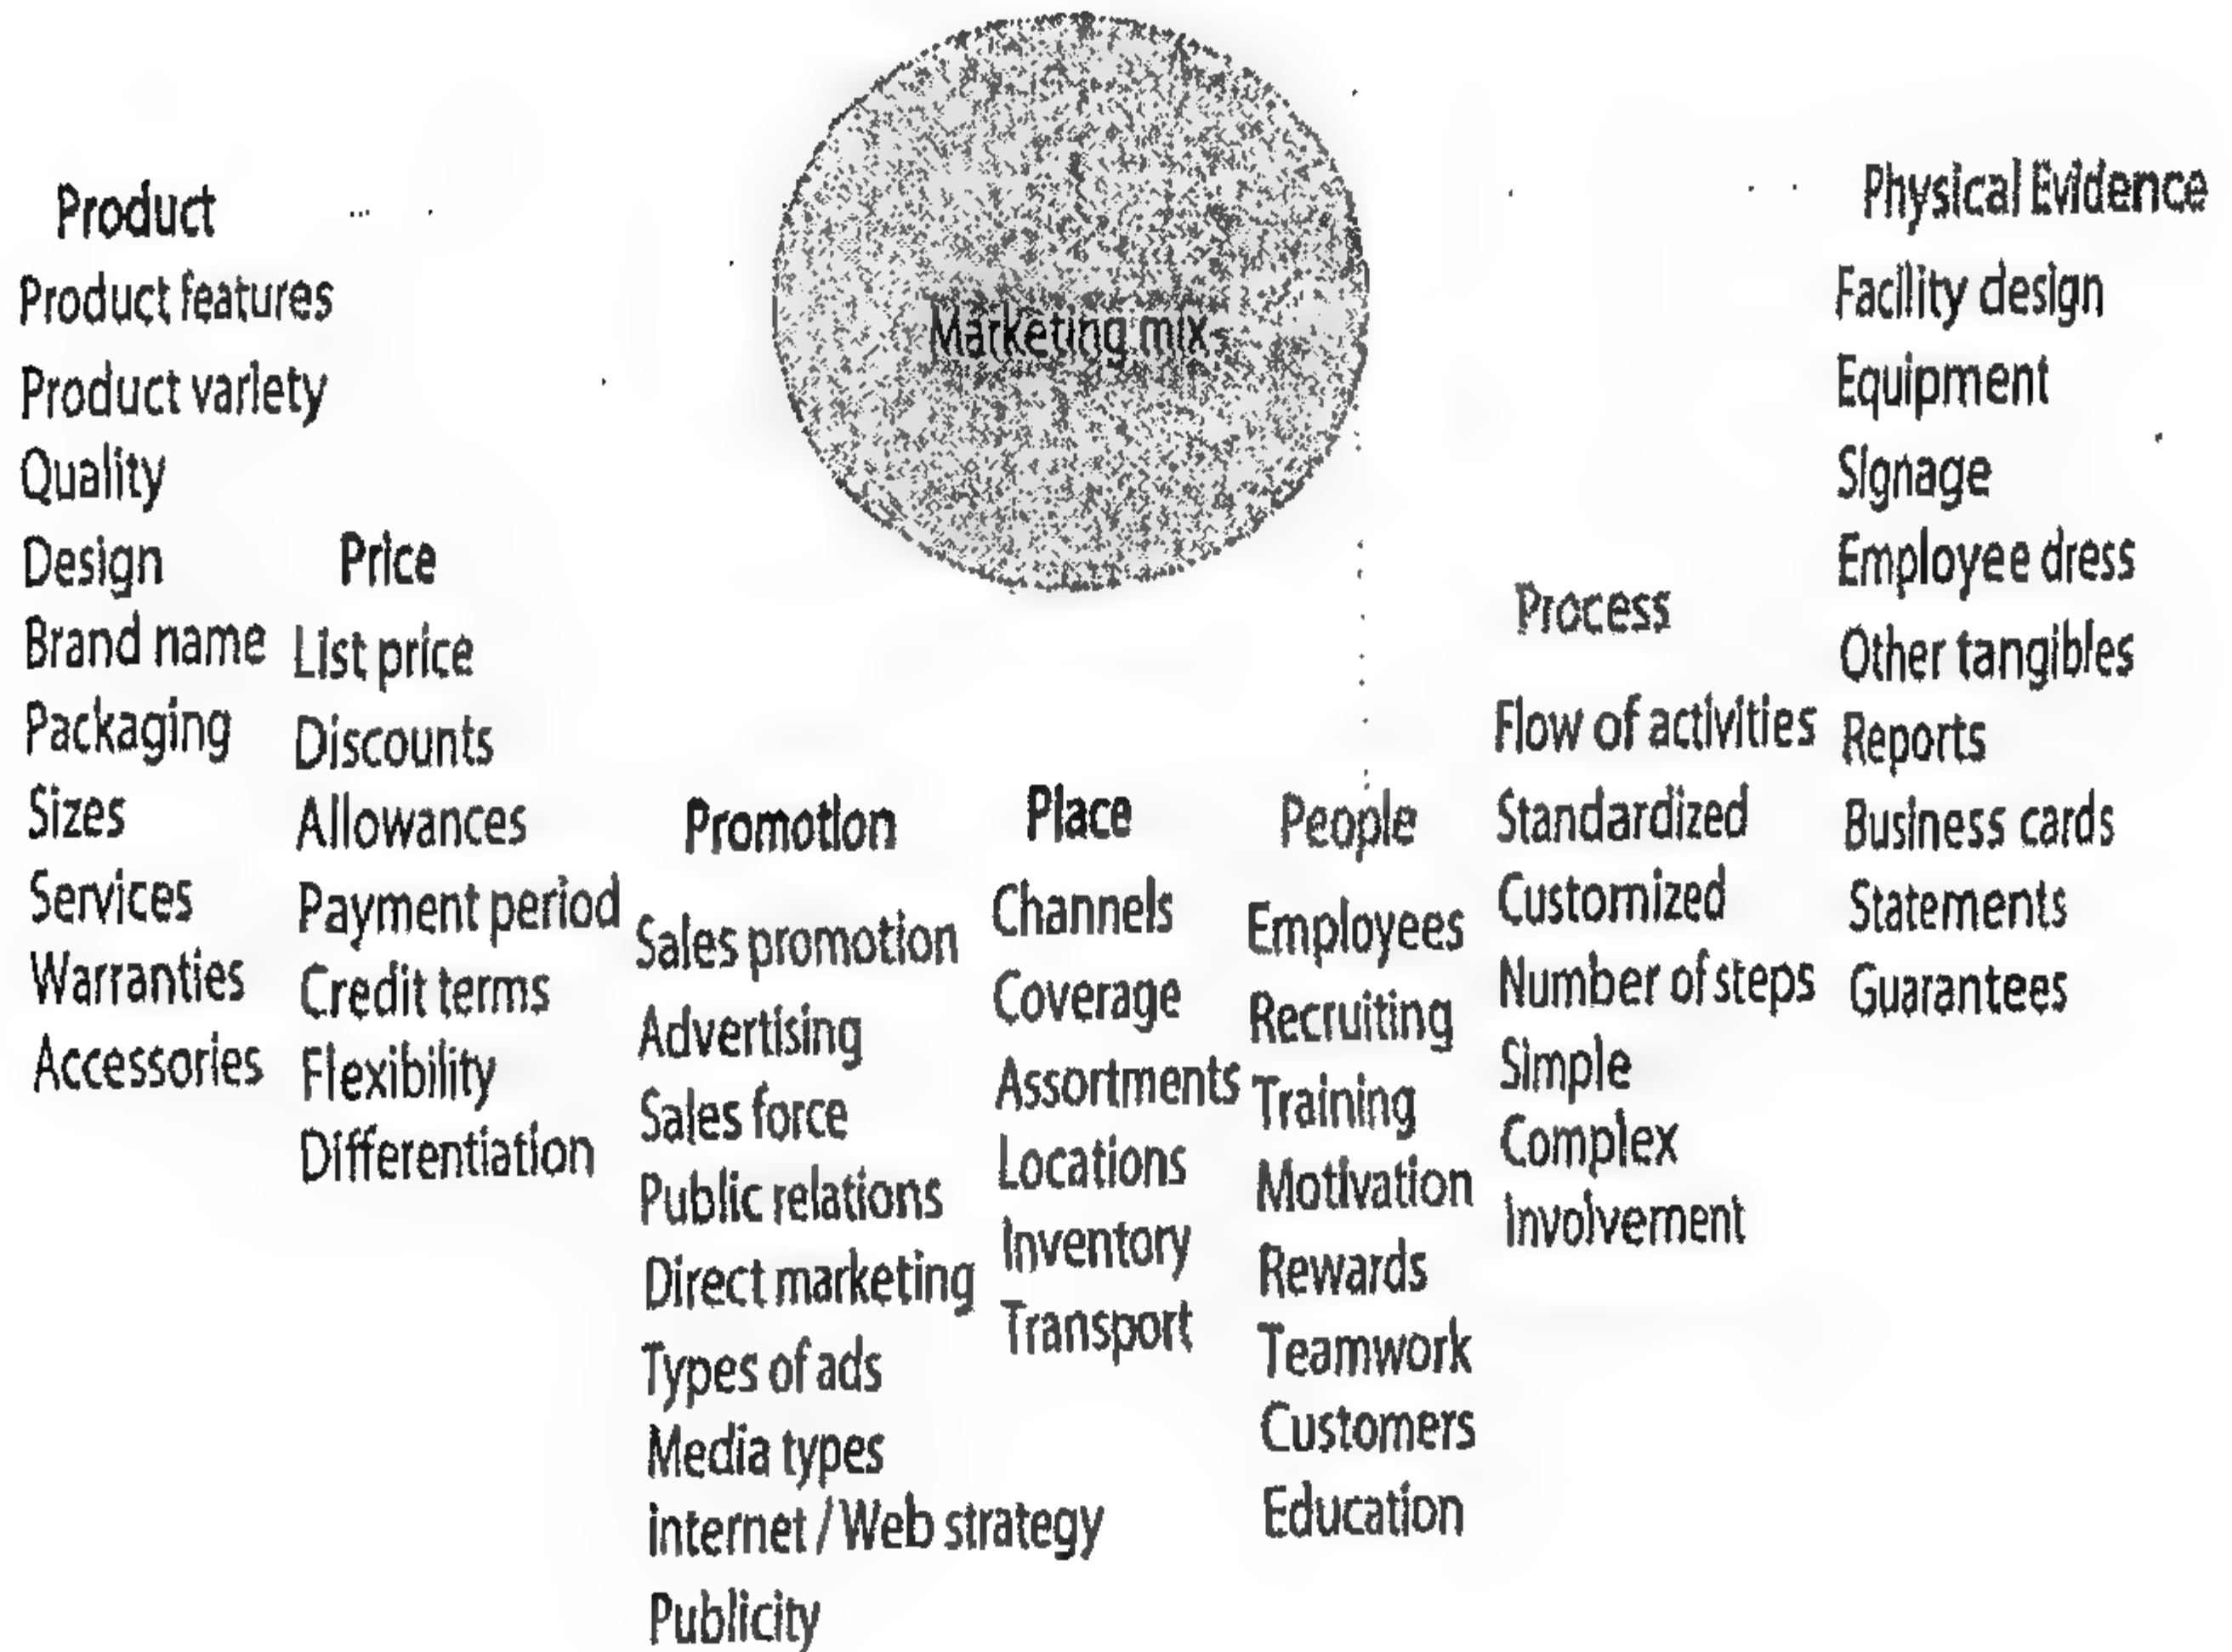 Marketing mix
Product
Product features
Product variety
Quality
Design
Brand name
Packaging
Sizes
Services
Warranties
Accessories
Price
List price
Discounts
Allowances
Payment period
Credit terms
Flexibility
Differentiation
Promotion
Sales promotion
Advertising
Sales force
Public relations
Direct marketing
Types of ads
Media types
internet / Web strategy
Publicity
Place
Channels
Coverage
Assortments
Locations
Inventory
Transport
People
Employees
Recruiting
Training
Motivation
Rewards
Teamwork
Customers
Education
Process
Flow of activities
Standardized
Customized
Number of steps
Simple
Complex
Involvement
Physical Evidence
Facility design
Equipment
Signage
Employee dress
Other tangibles
Reports
Business cards
Statements
Guarantees